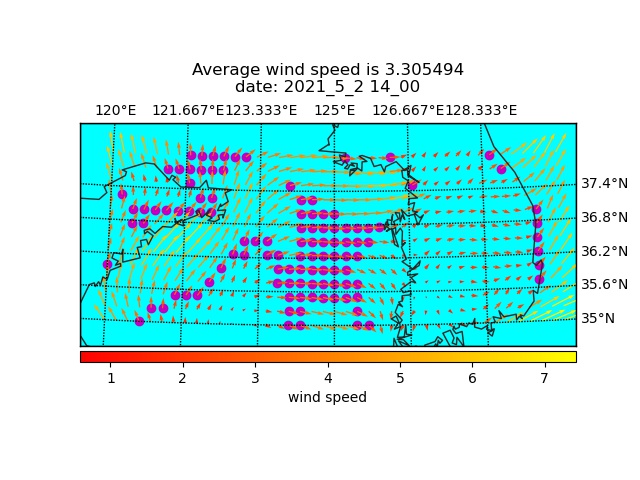 Average wind speed is 3.305494
date: 2021_5_2 14_00
120°E 121.667°E 123.333°E 125°E 126.667°E 128.333°E
37.4°N
36.8°N
36.2°N
35.6°N
35°N
1 2 3 4 5 6 7
wind speed